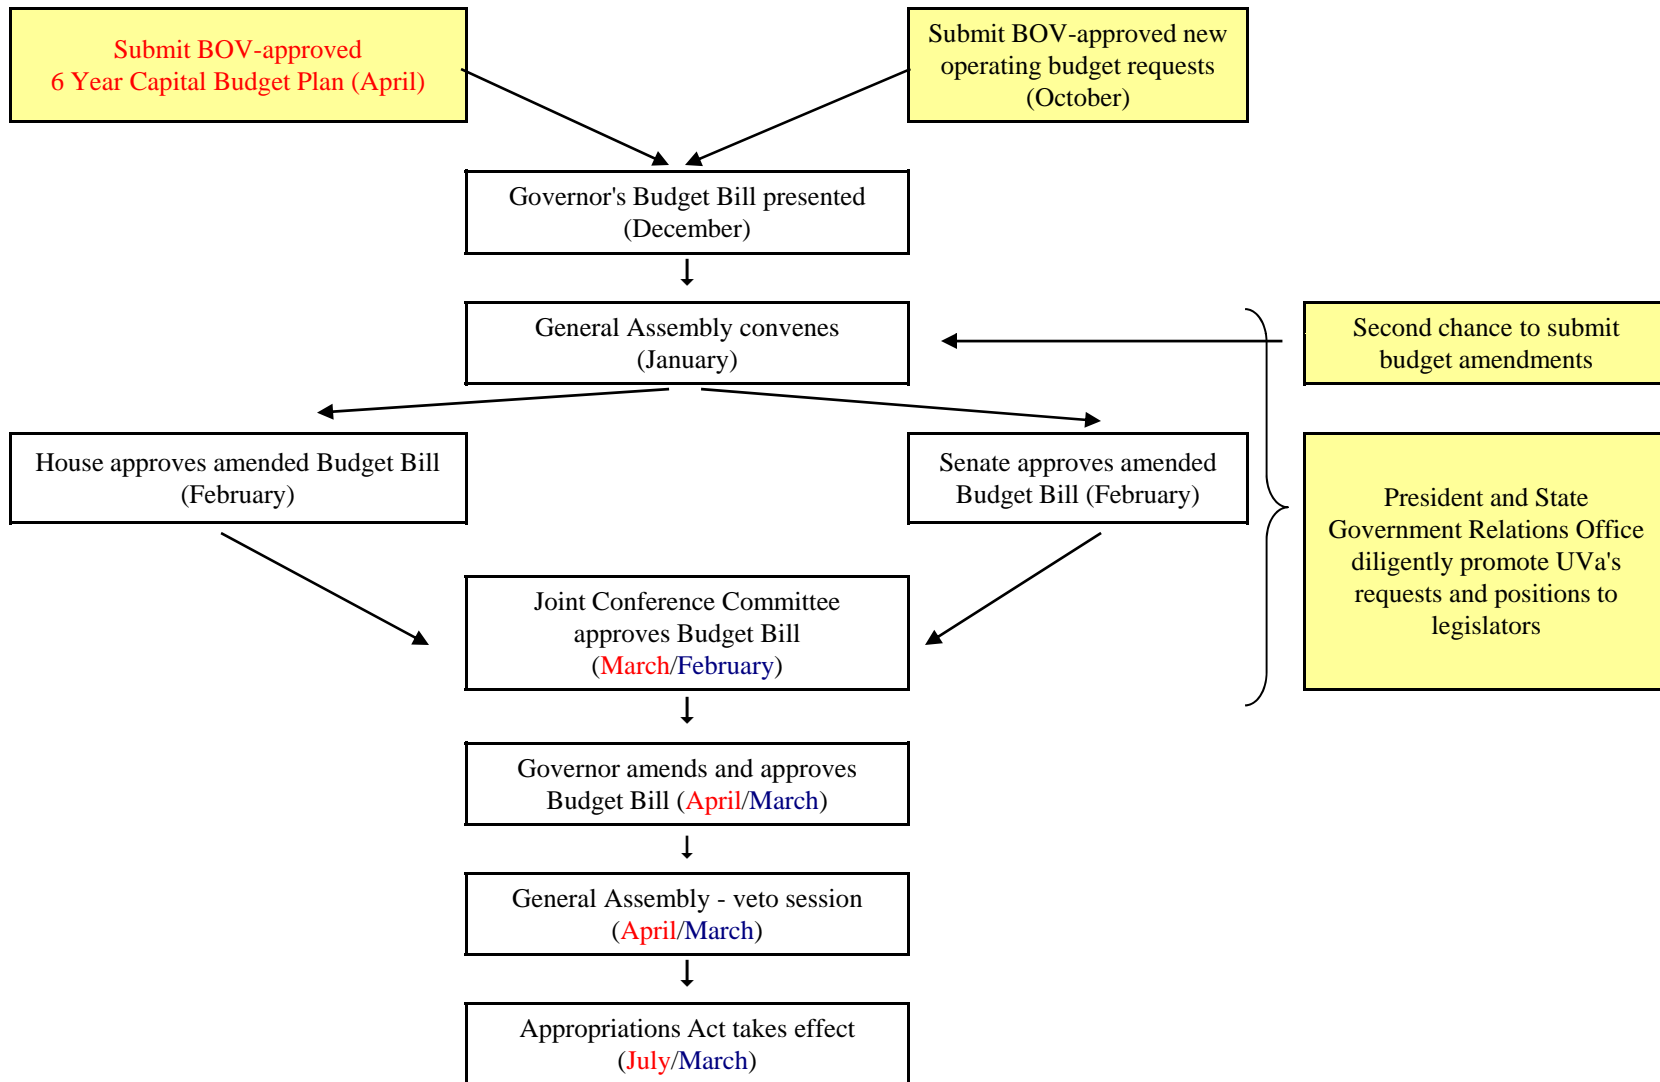 Submit BOV-approved
6 Year Capital Budget Plan (April)
Submit BOV-approved new
operating budget requests
(October)
Governor's Budget Bill presented
(December)
General Assembly convenes
(January)
Second chance to submit
budget amendments
House approves amended Budget Bill
(February)
Senate approves amended
Budget Bill (February)
President and State
Government Relations Office
diligently promote UVa's
requests and positions to
legislators
Joint Conference Committee
approves Budget Bill
(March/February)
Governor amends and approves
Budget Bill (April/March)
General Assembly - veto session
(April/March)
Appropriations Act takes effect
(July/March)